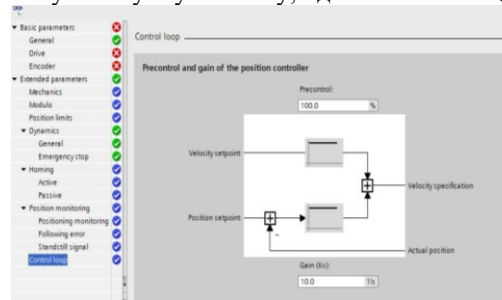 Basic parameters
General
Drive
Encoder
Extended parameters
Mechanics
Modulo
Position limits
Dynamics
General
Emergency stop
Homing
Active
Passive
Position monitoring
Positioning monitoring
Following error
Standstill signal
Control loop
Control loop
Precontrol and gain of the position controller
Precontrol:
100.0 %
Velocity setpoint
Velocity specification
Position setpoint
Actual position
Gain (Kv):
10.0 1/s